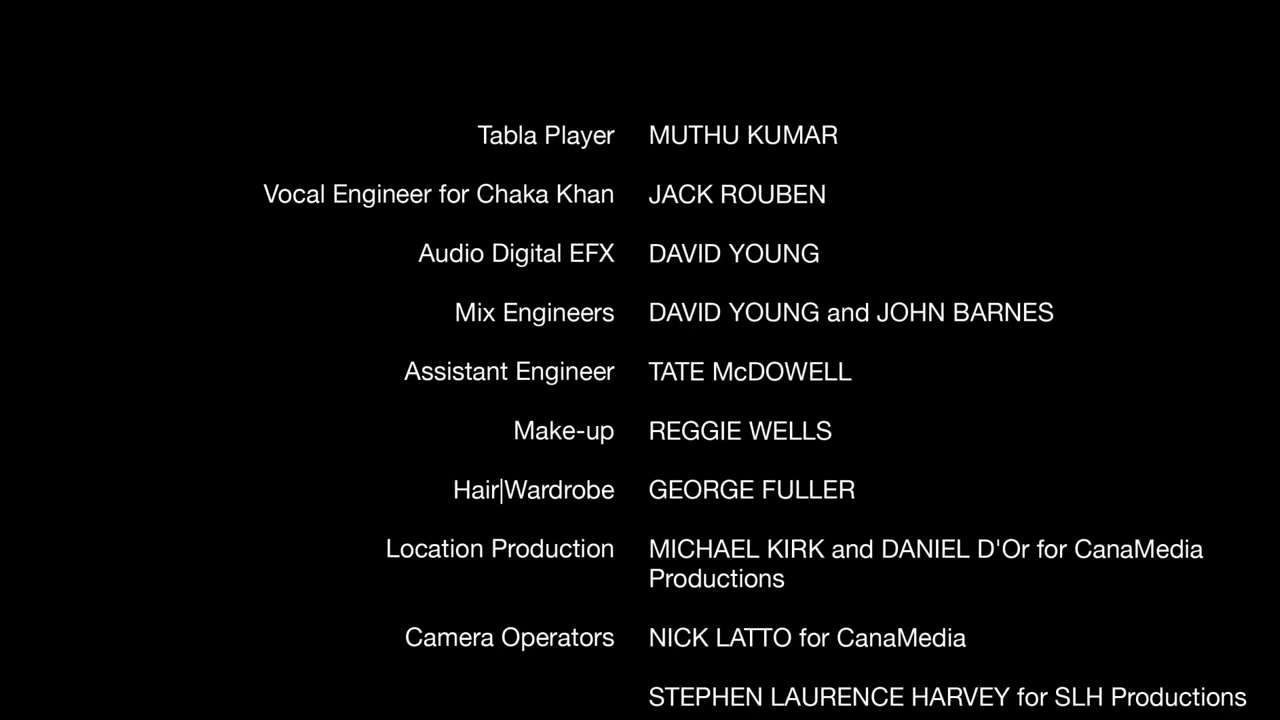 Tabla Player MUTHU KUMAR
Vocal Engineer for Chaka Khan JACK ROUBEN
Audio Digital EFX DAVID YOUNG
Mix Engineers DAVID YOUNG and JOHN BARNES
Assistant Engineer TATE McDOWELL
Make-up REGGIE WELLS
Hair|Wardrobe GEORGE FULLER
Location Production MICHAEL KIRK and DANIEL D'Or for CanaMedia
Productions
Camera Operators NICK LATTO for CanaMedia
STEPHEN LAURENCE HARVEY for SLH Productions